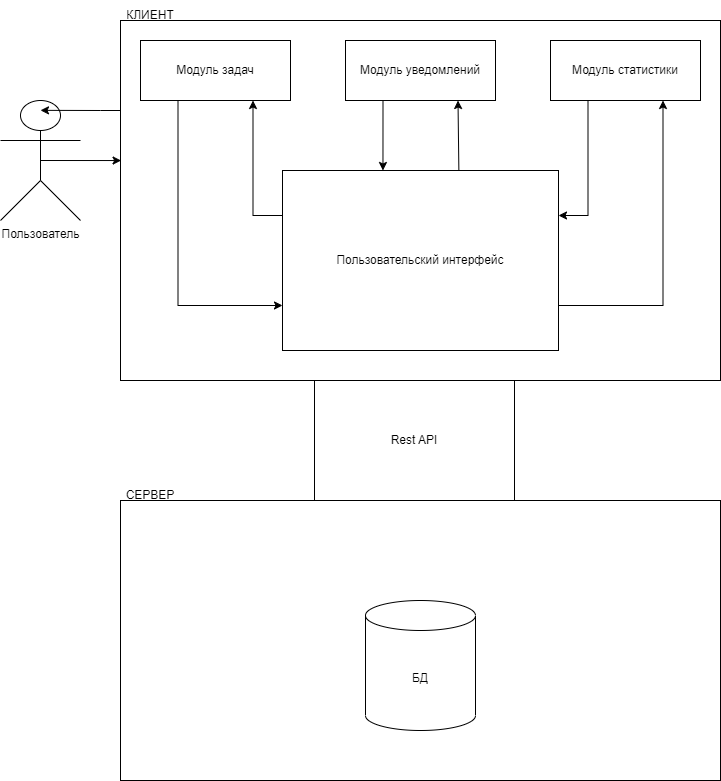 КЛИЕНТ
Модуль задач
Модуль уведомлений
Модуль статистики
Пользователь
Пользовательский интерфейс
Rest API
СЕРВЕР
БД